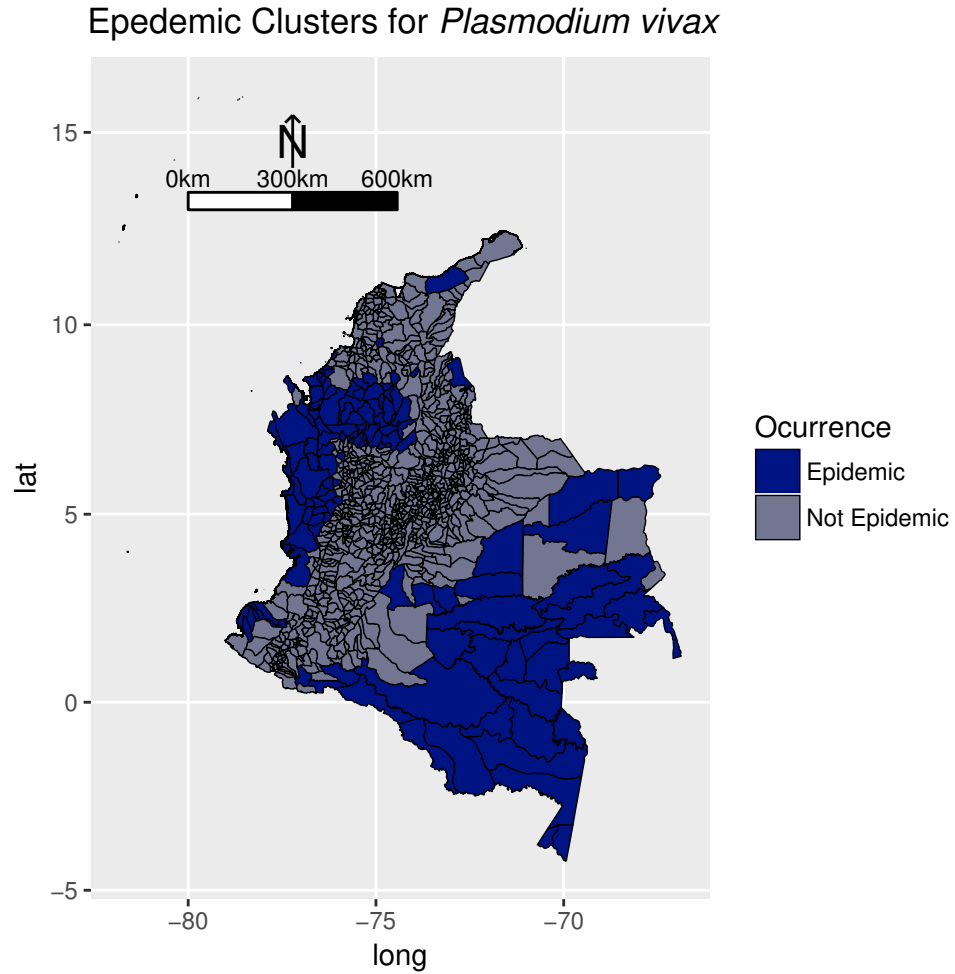 Epedemic Clusters for Plasmodium vivax
N
0km 300km 600km
15
10
5
0
−5
lat
−80 −75 −70
long
Ocurrence
Epidemic
Not Epidemic